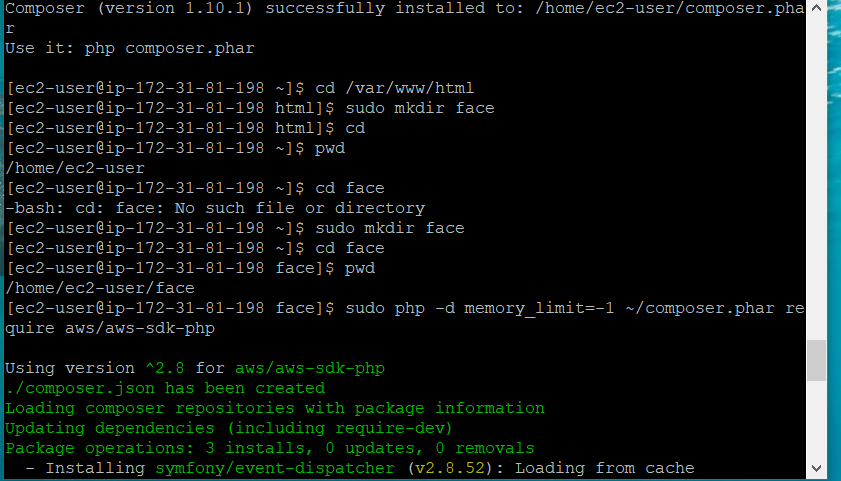 Composer (version 1.10.1) successfully installed to: /home/ec2-user/composer.pha
r
Use it: php composer.phar
[ec2-user@ip-172-31-81-198 ~]$ cd /var/www/html
[ec2-user@ip-172-31-81-198 html]$ sudo mkdir face
[ec2-user@ip-172-31-81-198 html]$ cd
[ec2-user@ip-172-31-81-198 ~]$ pwd
/home/ec2-user
[ec2-user@ip-172-31-81-198 ~]$ cd face
-bash: cd: face: No such file or directory
[ec2-user@ip-172-31-81-198 ~]$ sudo mkdir face
[ec2-user@ip-172-31-81-198 ~]$ cd face
[ec2-user@ip-172-31-81-198 face]$ pwd
/home/ec2-user/face
[ec2-user@ip-172-31-81-198 face]$ sudo php -d memory_limit=-1 ~/composer.phar re
quire aws/aws-sdk-php
Using version ^2.8 for aws/aws-sdk-php
./composer.json has been created
Loading composer repositories with package information
Updating dependencies (including require-dev)
Package operations: 3 installs, 0 updates, 0 removals
  - Installing symfony/event-dispatcher (v2.8.52): Loading from cache